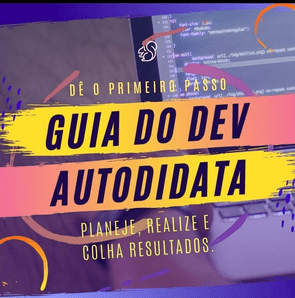 DÊ O PRIMEIRO PASSO
GUIA DO DEV
AUTODIDATA
PLANEJE, REALIZE E
COLHA RESULTADOS.